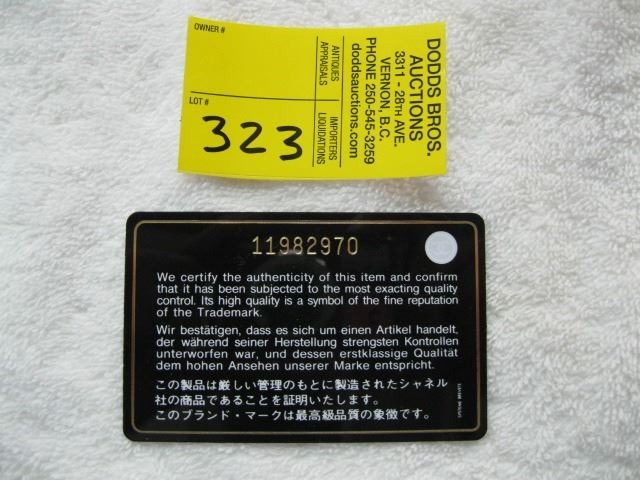 OWNER #
LOT #
323
ANTIQUES
APPRAISALS
IMPORTERS
LIQUIDATIONS
DODDS BROS.
AUCTIONS
3311 - 28TH AVE.
VERNON, B.C.
PHONE 250-545-3259
doddsauctions.com
11982970
We certify the authenticity of this item and confirm
that it has been subjected to the most exacting quality
control. Its high quality is a symbol of the fine reputation
of the Trademark.
Wir bestätigen, dass es sich um einen Artikel handelt,
der während seiner Herstellung strengsten Kontrollen
unterworfen war, und dessen erstklassige Qualität
dem hohen Ansehen unserer Marke entspricht.
この製品は厳しい管理のもとに製造されたシャネル
社の商品であることを証明いたします。
このブランド・マークは最高級品質の象徴です。